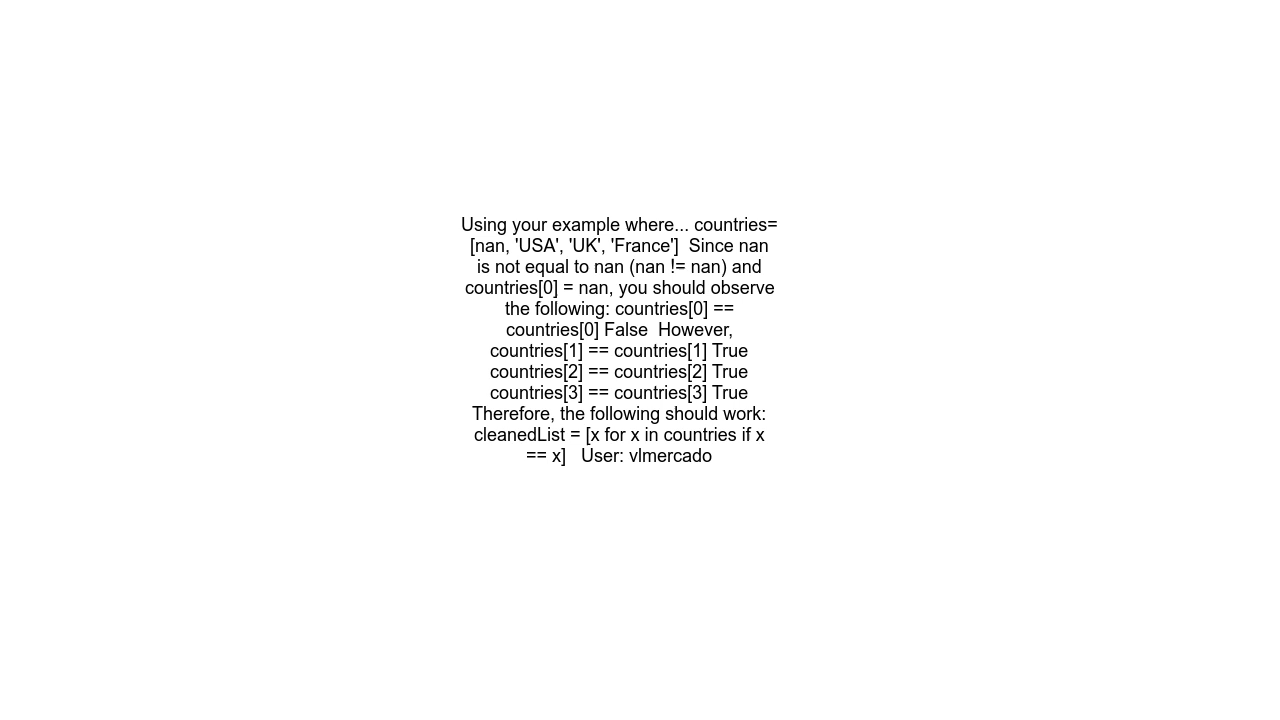 Using your example where... countries=
[nan, 'USA', 'UK', 'France']  Since nan
is not equal to nan (nan != nan) and
countries[0] = nan, you should observe
the following: countries[0] ==
countries[0] False  However,
countries[1] == countries[1] True
countries[2] == countries[2] True
countries[3] == countries[3] True
Therefore, the following should work:
cleanedList = [x for x in countries if x
== x]   User: vlmercado